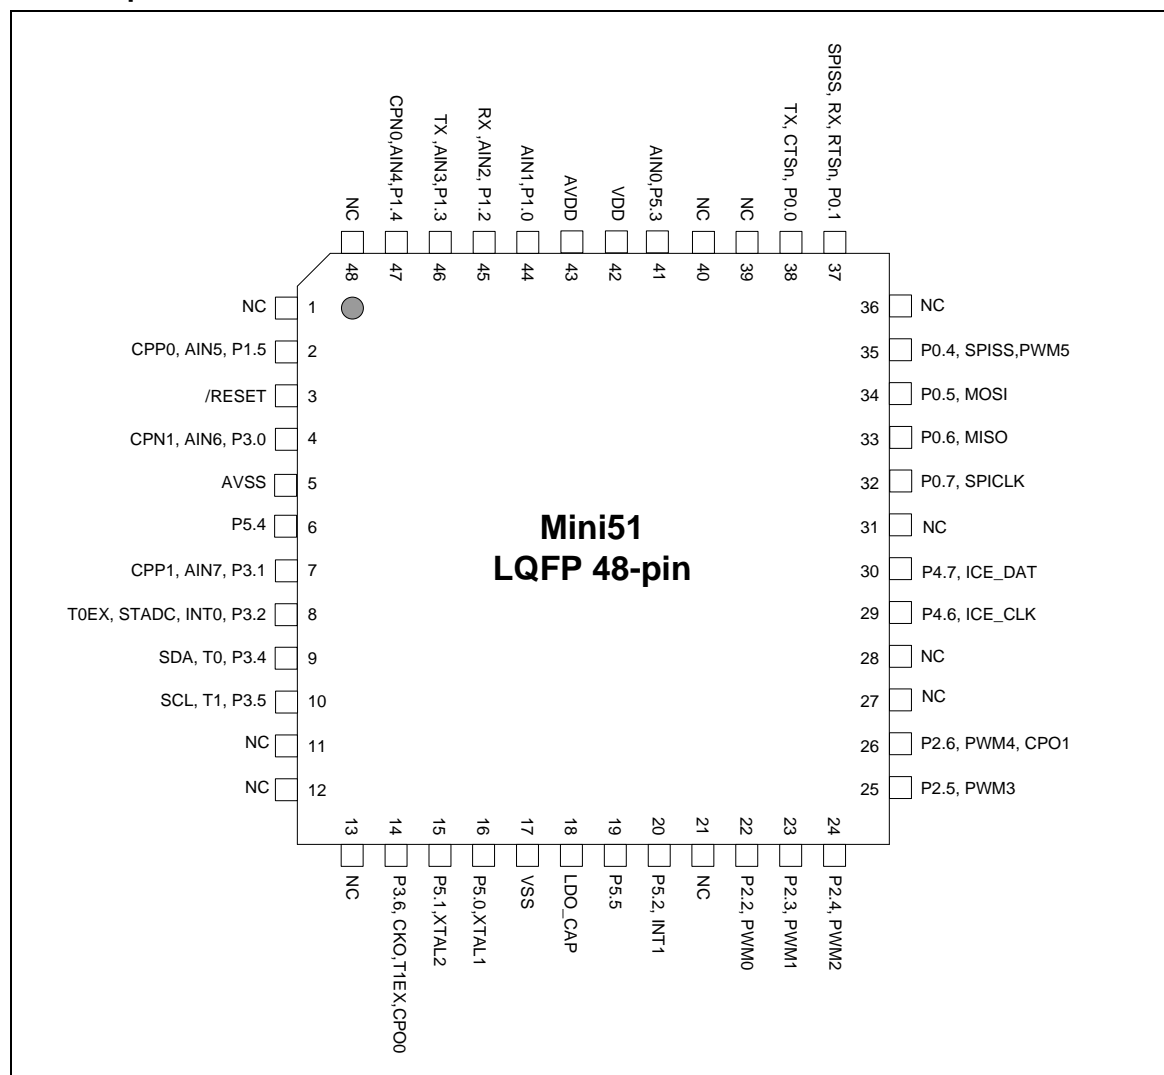 SPISS, RX, RTSn, P0.1
TX, CTSn, P0.0
NC
NC
AIN0,P5.3
VDD
AVDD
AIN1,P1.0
RX ,AIN2, P1.2
TX ,AIN3,P1.3
CPN0,AIN4,P1.4
NC
48
47
46
45
44
43
42
41
40
39
38
37
NC 1
CPP0, AIN5, P1.5 2
/RESET 3
CPN1, AIN6, P3.0 4
AVSS 5
P5.4 6
CPP1, AIN7, P3.1 7
T0EX, STADC, INT0, P3.2 8
SDA, T0, P3.4 9
SCL, T1, P3.5 10
NC 11
NC 12
Mini51
LQFP 48-pin
36 NC
35 P0.4, SPISS,PWM5
34 P0.5, MOSI
33 P0.6, MISO
32 P0.7, SPICLK
31 NC
30 P4.7, ICE_DAT
29 P4.6, ICE_CLK
28 NC
27 NC
26 P2.6, PWM4, CPO1
25 P2.5, PWM3
13 NC
14 P3.6, CKO,T1EX,CPO0
15 P5.1,XTAL2
16 P5.0,XTAL1
17 VSS
18 LDO_CAP
19 P5.5
20 P5.2, INT1
21 NC
22 P2.2, PWM0
23 P2.3, PWM1
24 P2.4, PWM2